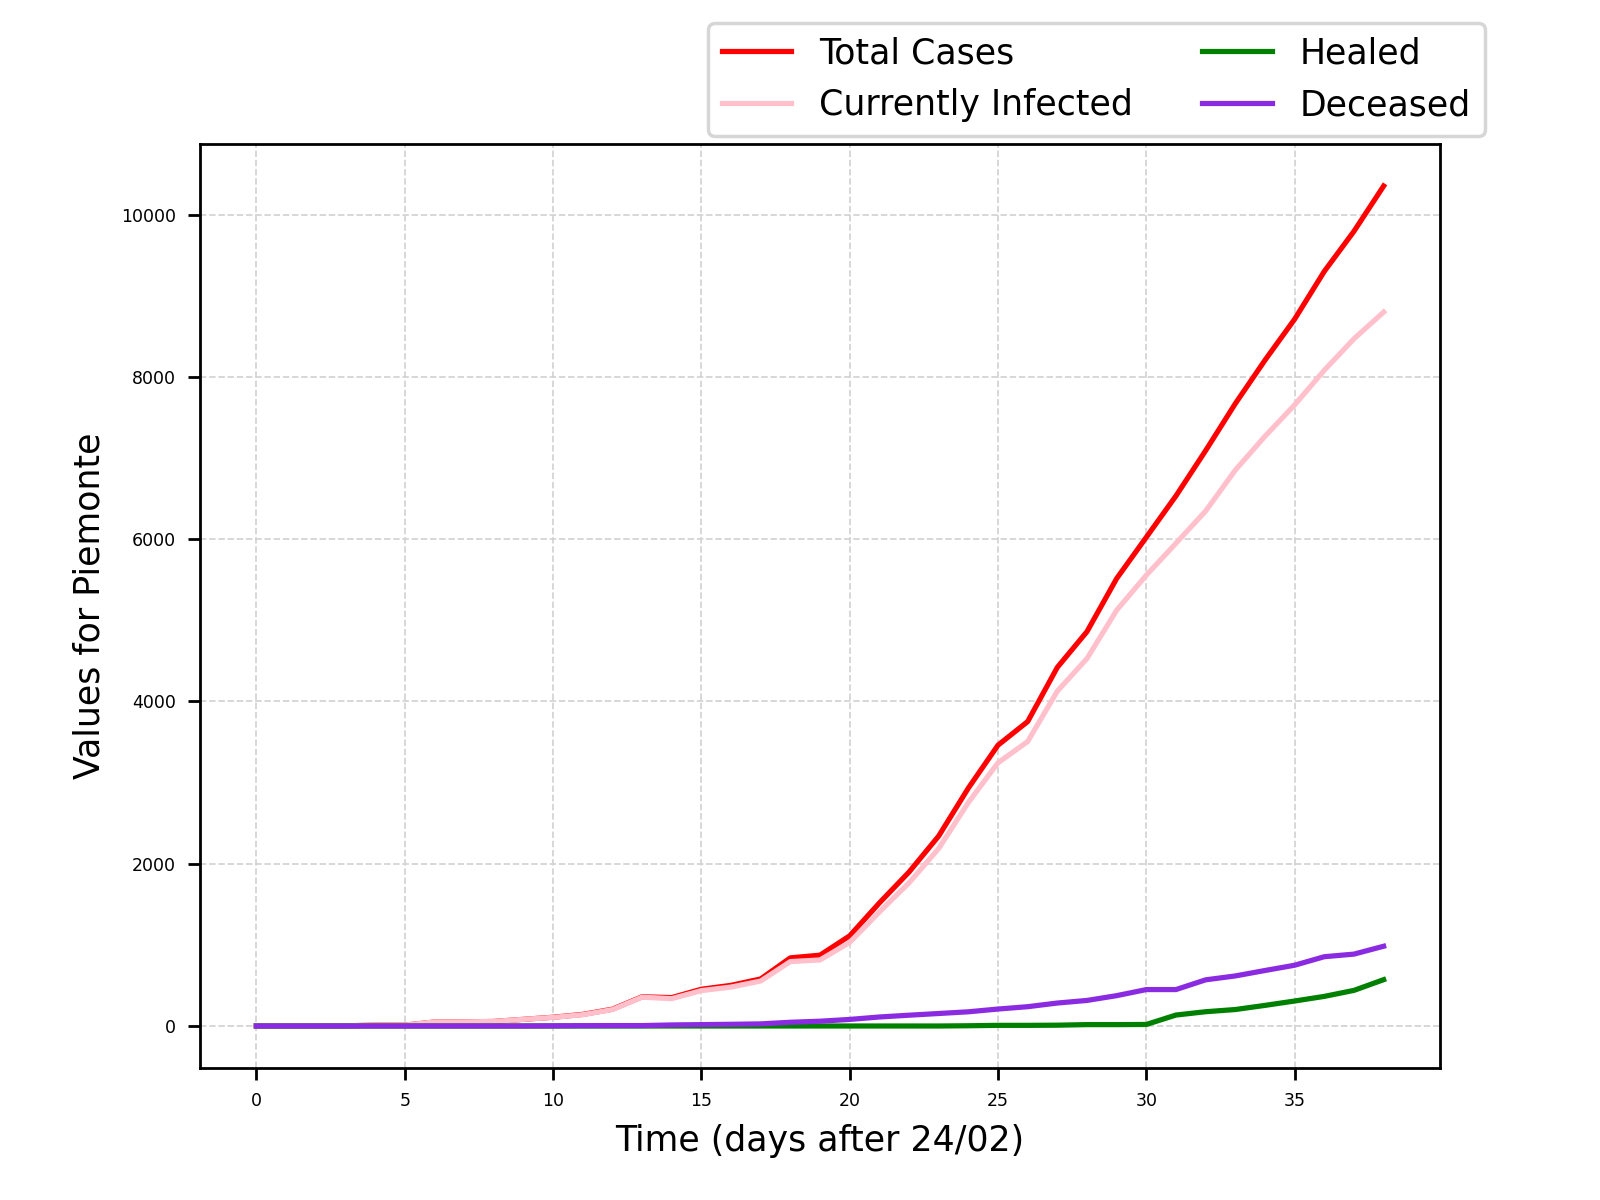 Total Cases
Currently Infected
Healed
Deceased
10000
8000
6000
4000
2000
0
Values for Piemonte
0 5 10 15 20 25 30 35
Time (days after 24/02)